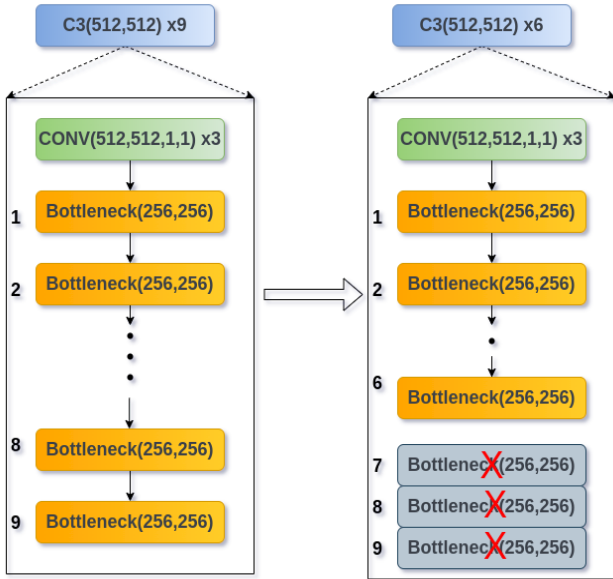 C3(512,512) x9
CONV(512,512,1,1) x3
1 Bottleneck(256,256)
2 Bottleneck(256,256)
8 Bottleneck(256,256)
9 Bottleneck(256,256)
C3(512,512) x6
CONV(512,512,1,1) x3
1 Bottleneck(256,256)
2 Bottleneck(256,256)
6 Bottleneck(256,256)
7 Bottleneck(256,256)
8 Bottleneck(256,256)
9 Bottleneck(256,256)